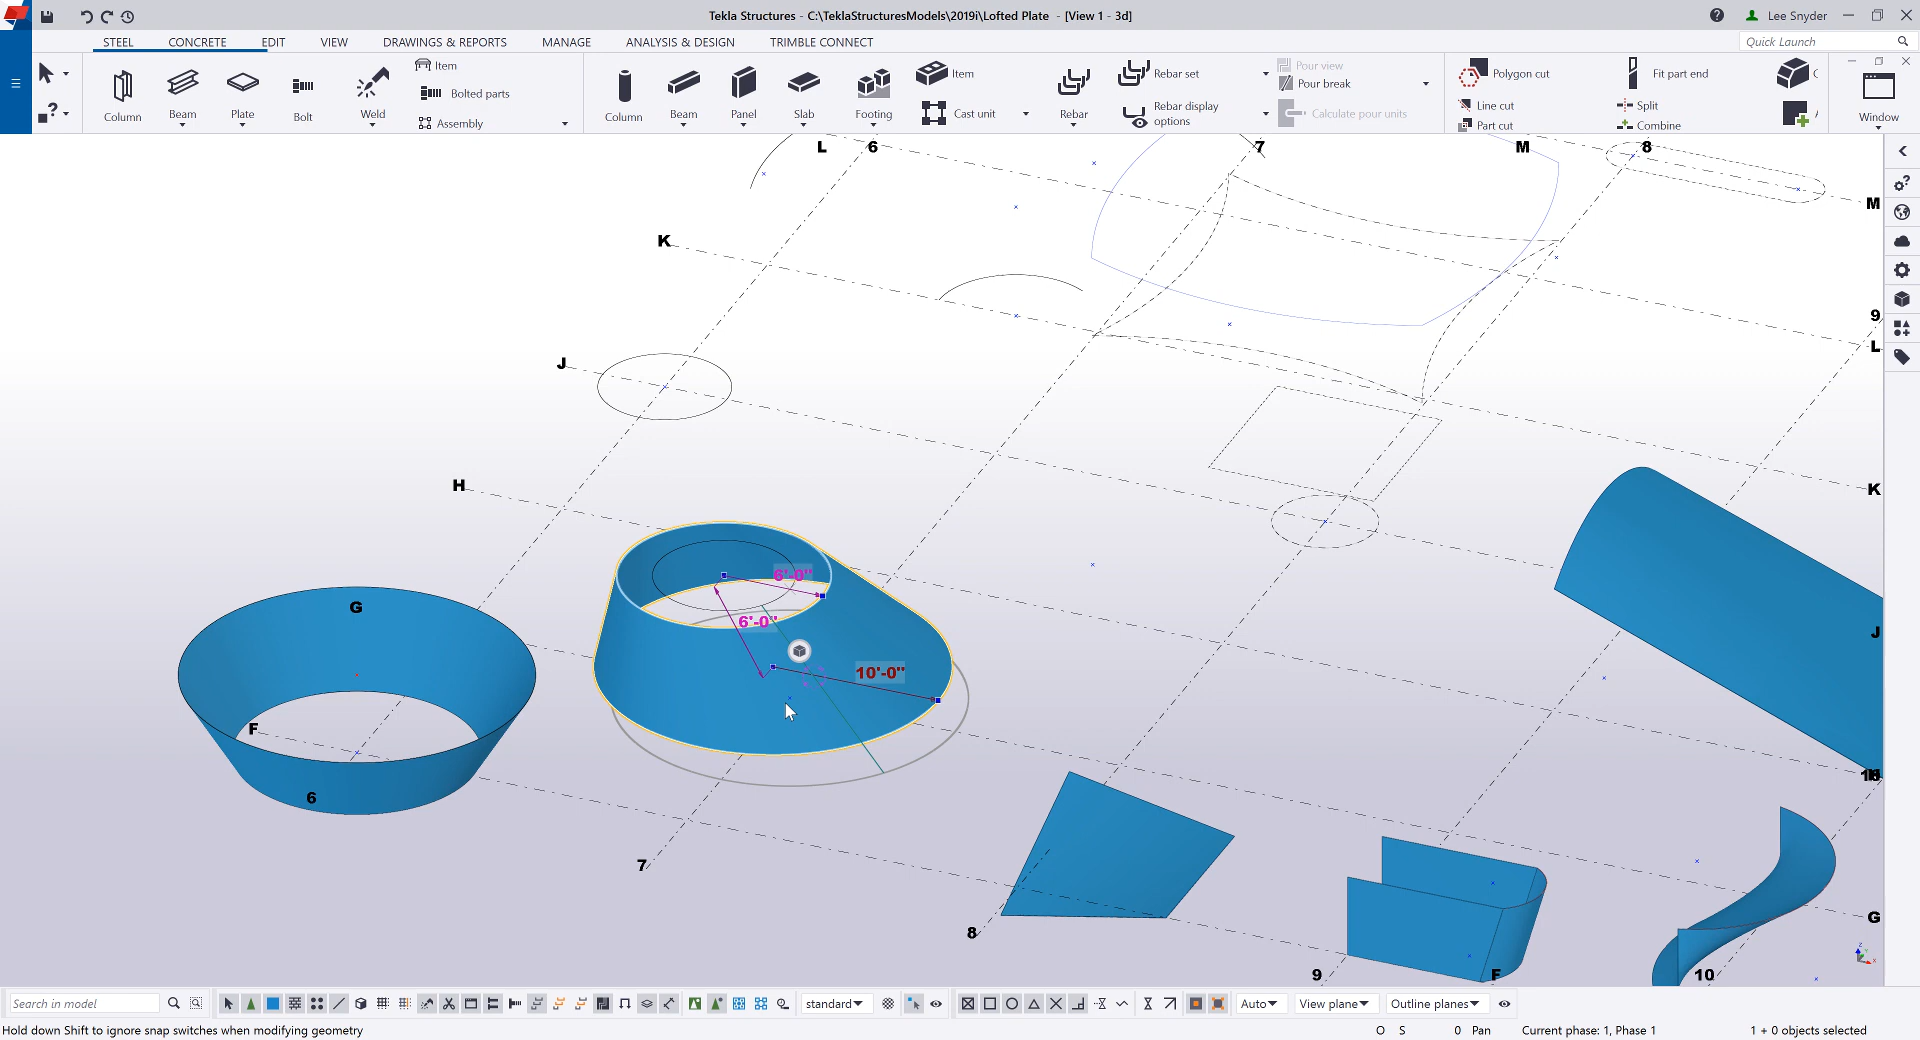 Tekla Structures - C:\TeklaStructuresModels\2019i\Lofted Plate - [View 1 - 3d]
Lee Snyder
STEEL CONCRETE EDIT VIEW DRAWINGS & REPORTS MANAGE ANALYSIS & DESIGN TRIMBLE CONNECT
Quick Launch
Column
Beam
Plate
Bolt
Weld
Item
Bolted parts
Assembly
Column
Beam
Panel
Slab
Footing
Item
Cast unit
Rebar
Rebar set
Rebar display
options
Pour view
Pour break
Calculate pour units
Polygon cut
Line cut
Part cut
Fit part end
Split
Combine
Window
L 6 7 M 8
M
K
9
L
J
H
K
6'-0"
G
6'-0"
J
10'-0"
F
6
7
8
G
9 F 10
Search in model
standard
Auto
View plane
Outline planes
Hold down Shift to ignore snap switches when modifying geometry
O S 0 Pan Current phase: 1, Phase 1 1 + 0 objects selected